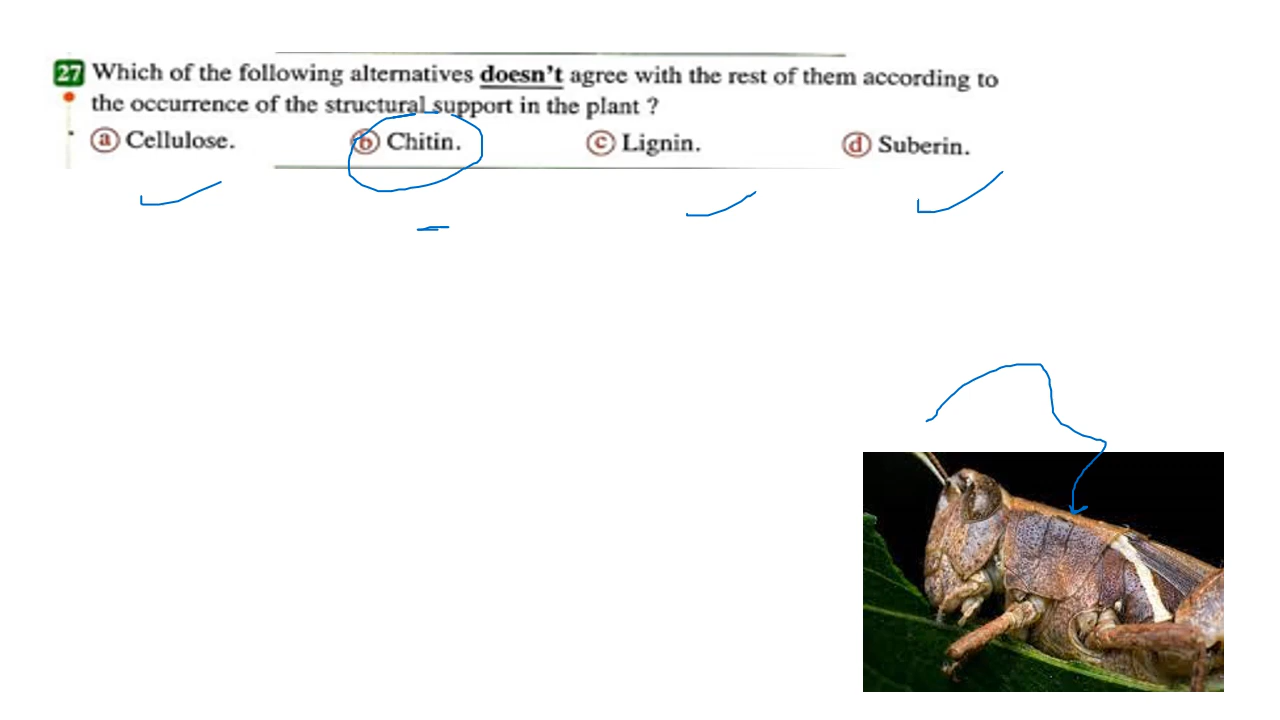 27 Which of the following alternatives doesn't agree with the rest of them according to
the occurrence of the structural support in the plant ?
a Cellulose. b Chitin. c Lignin. d Suberin.